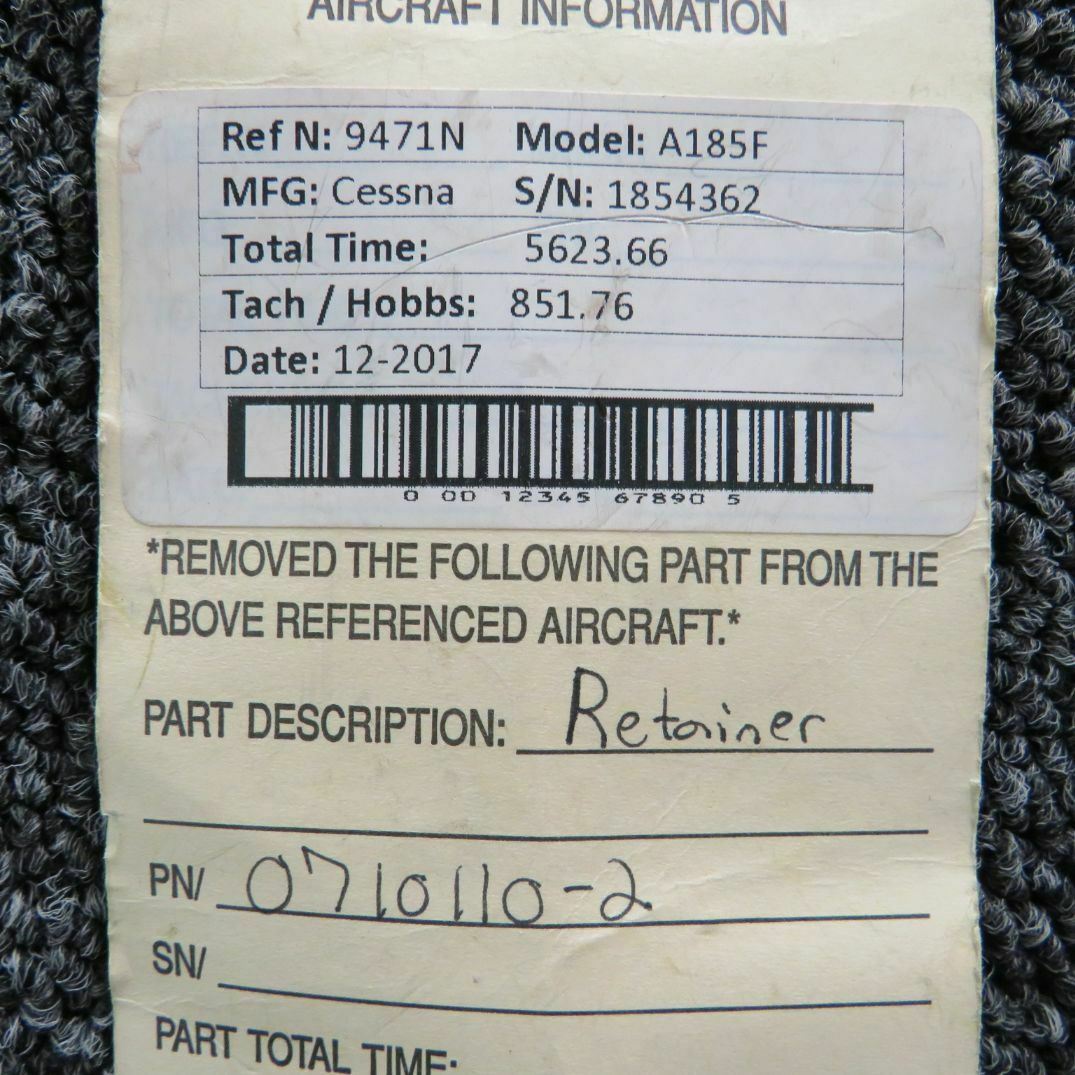 AIRCRAFT INFORMATION
Ref N: 9471N Model: A185F
MFG: Cessna S/N: 1854362
Total Time: 5623.66
Tach / Hobbs: 851.76
Date: 12-2017
0 00 12345 67890 5
*REMOVED THE FOLLOWING PART FROM THE
ABOVE REFERENCED AIRCRAFT.*
PART DESCRIPTION: Retainer
PN/ 0710110-2
SN/
PART TOTAL TIME: